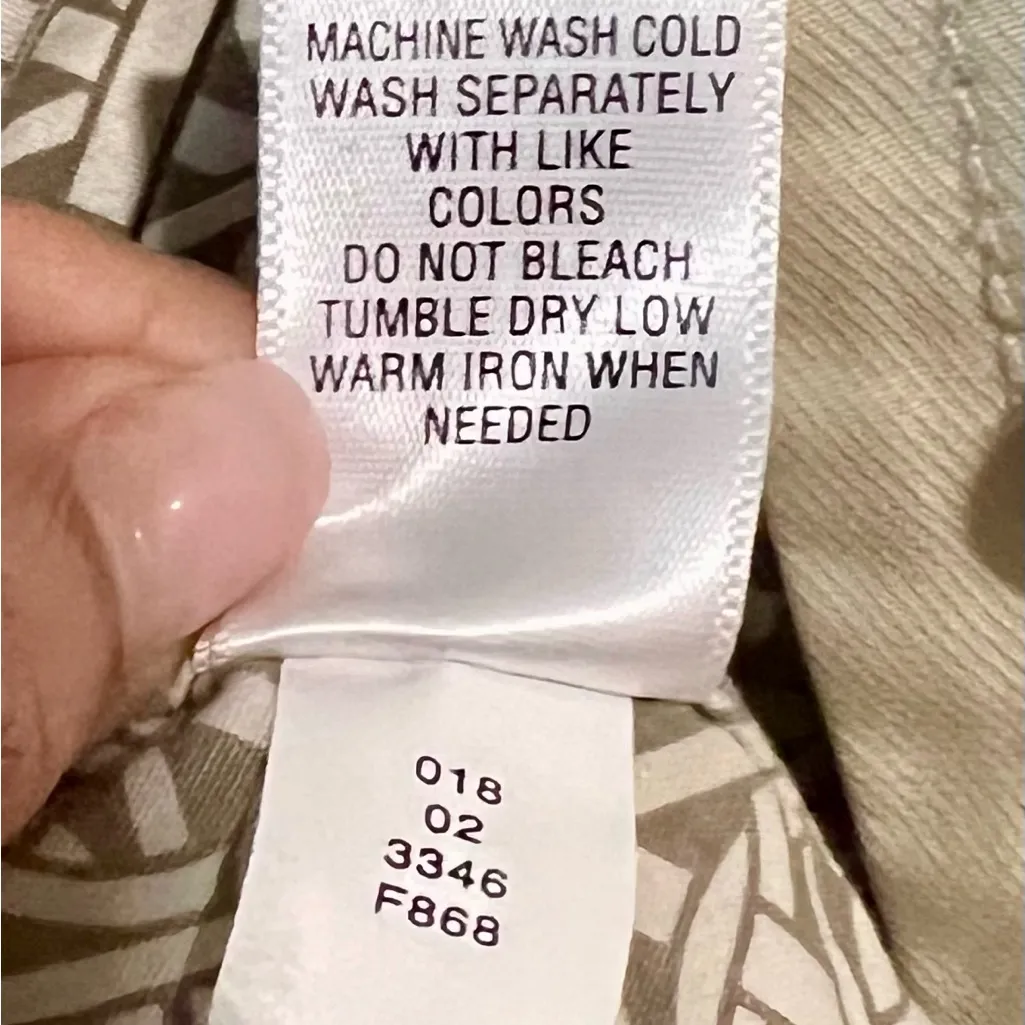 MACHINE WASH COLD
WASH SEPARATELY
WITH LIKE
COLORS
DO NOT BLEACH
TUMBLE DRY LOW
WARM IRON WHEN
NEEDED
018
02
3346
F868